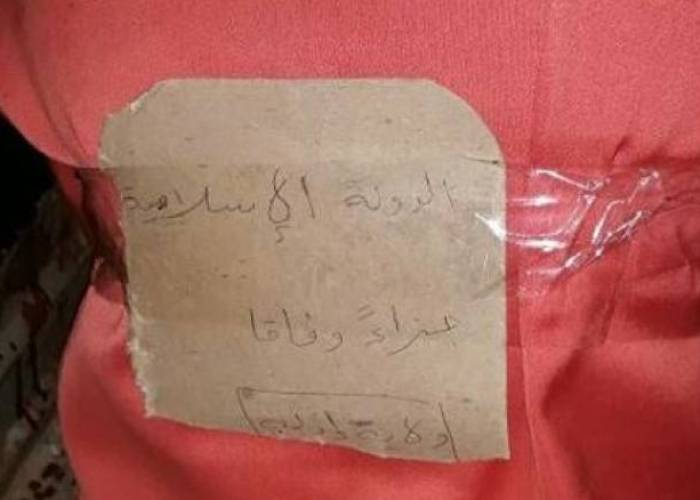 الدولة الإسلامية
جزاءً وفاقا
ولاية